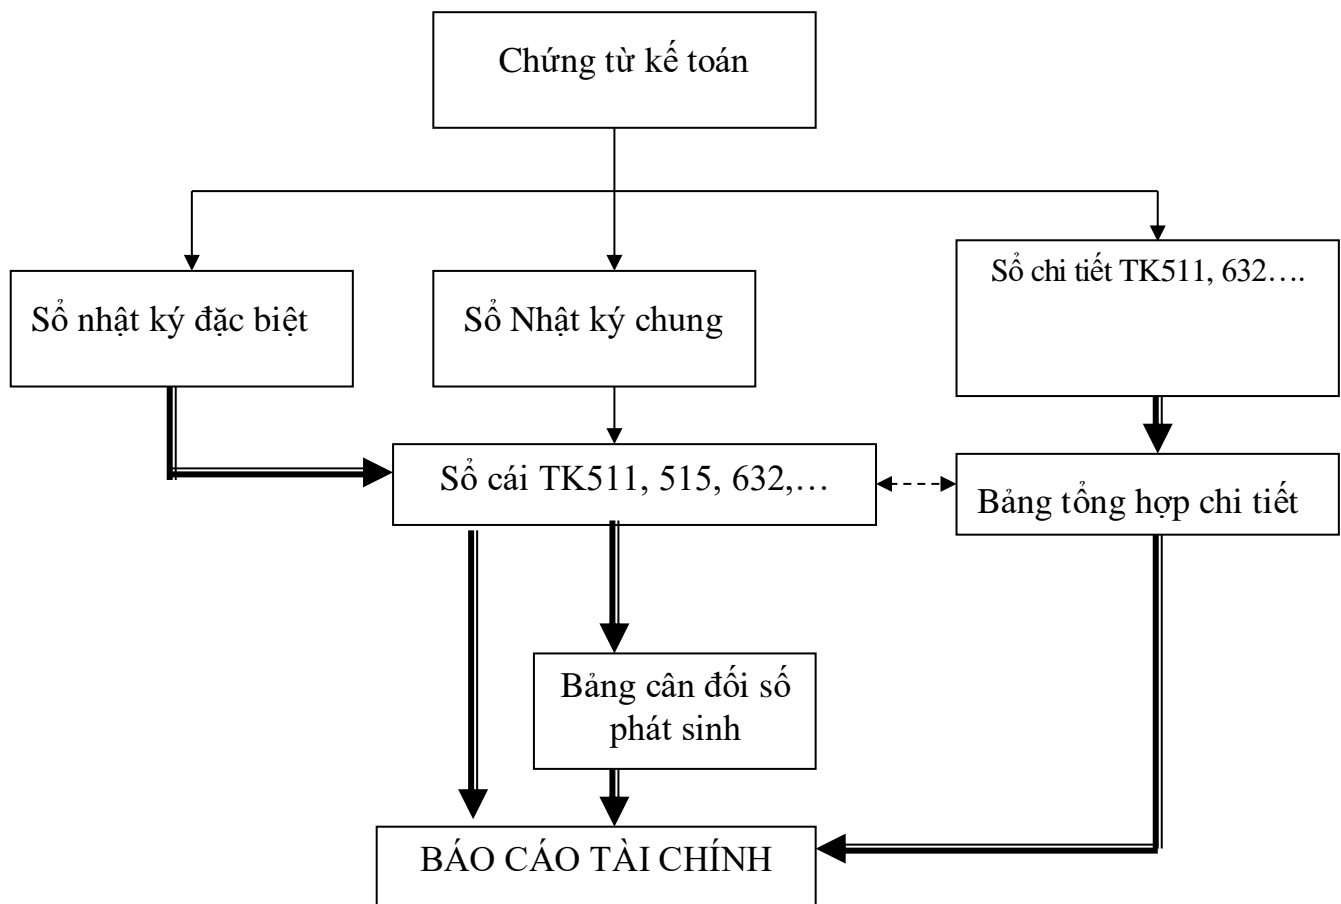 Chứng từ kế toán
Sổ nhật ký đặc biệt
Sổ Nhật ký chung
Sổ chi tiết TK511, 632….
Sổ cái TK511, 515, 632,…
Bảng tổng hợp chi tiết
Bảng cân đối số
phát sinh
BÁO CÁO TÀI CHÍNH